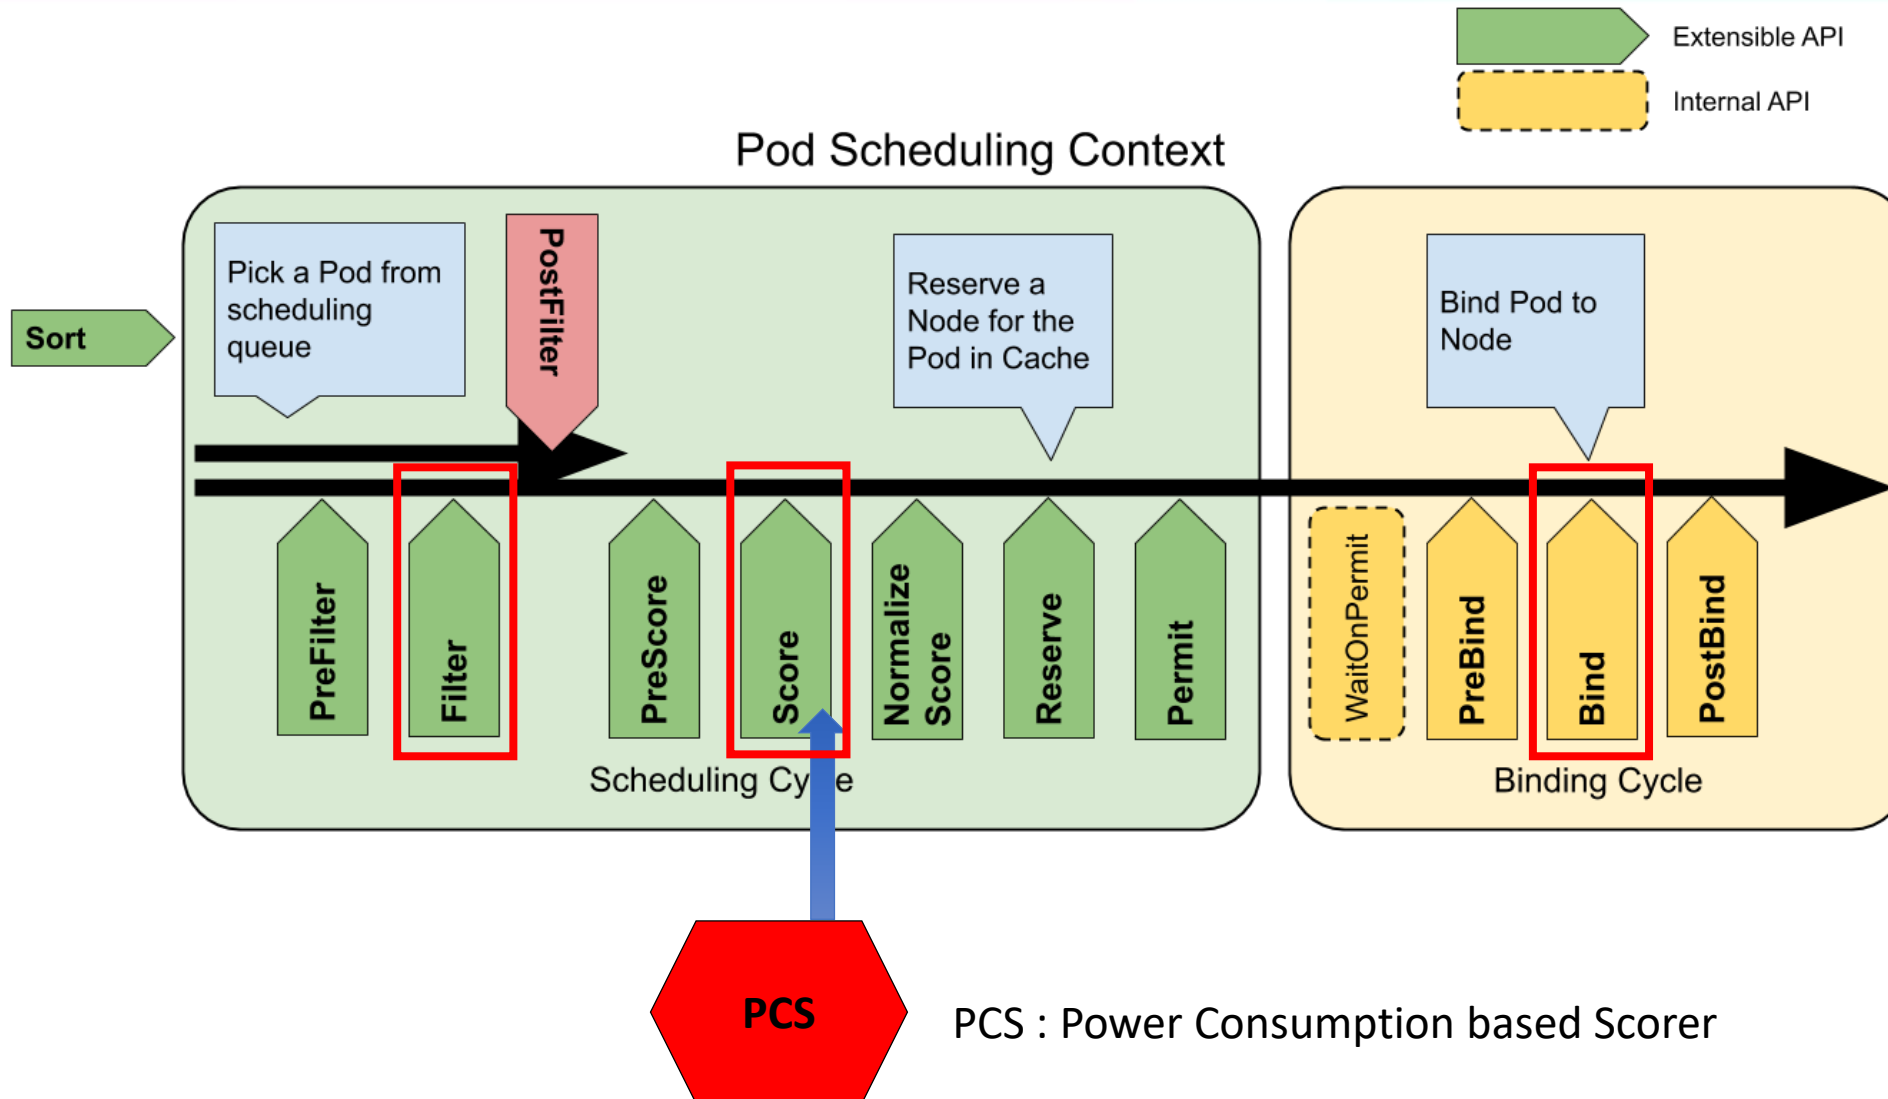 Extensible API
Internal API
Pod Scheduling Context
Sort
Pick a Pod from
scheduling
queue
PostFilter
Reserve a
Node for the
Pod in Cache
Bind Pod to
Node
PreFilter
Filter
PreScore
Score
Normalize
Score
Reserve
Permit
WaitOnPermit
PreBind
Bind
PostBind
Scheduling Cycle
Binding Cycle
PCS
PCS : Power Consumption based Scorer